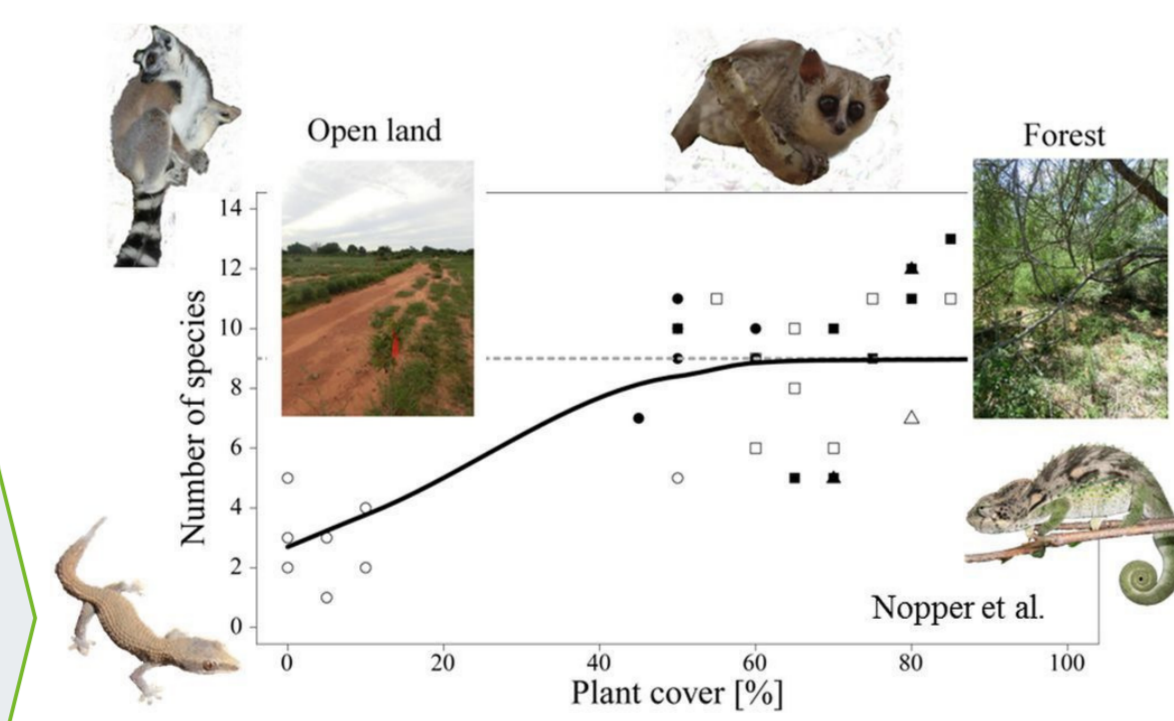 Open land
Forest
14
12
10
8
6
4
2
0
Number of species
Nopper et al.
0 20 40 60 80 100
Plant cover [%]